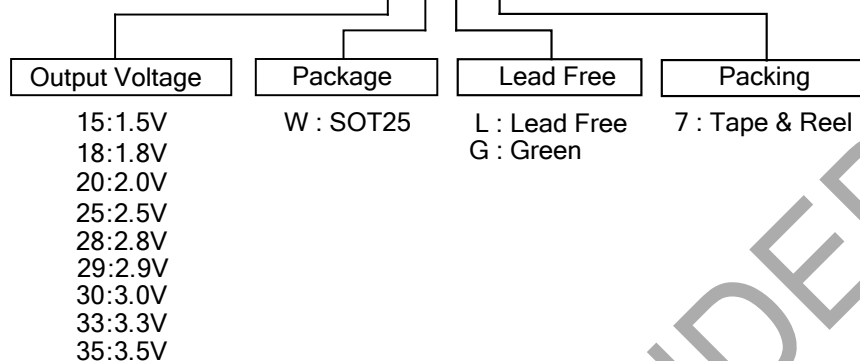 Output Voltage Package Lead Free Packing
15:1.5V W : SOT25 L : Lead Free 7 : Tape & Reel
18:1.8V G : Green
20:2.0V
25:2.5V
28:2.8V
29:2.9V
30:3.0V
33:3.3V
35:3.5V